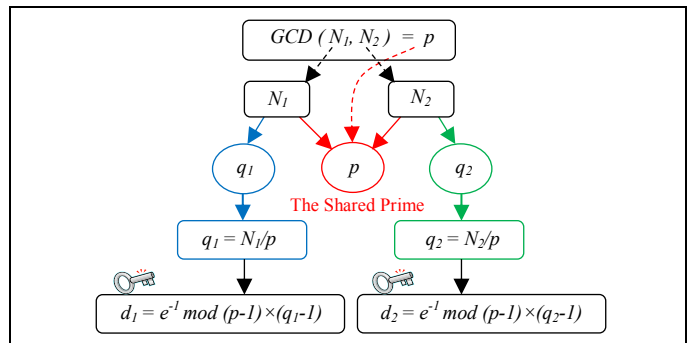 GCD ( N₁, N₂ ) = p
N₁
N₂
q₁
p
q₂
The Shared Prime
q₁ = N₁/p
q₂ = N₂/p
d₁ = e⁻¹ mod (p-1)×(q₁-1)
d₂ = e⁻¹ mod (p-1)×(q₂-1)